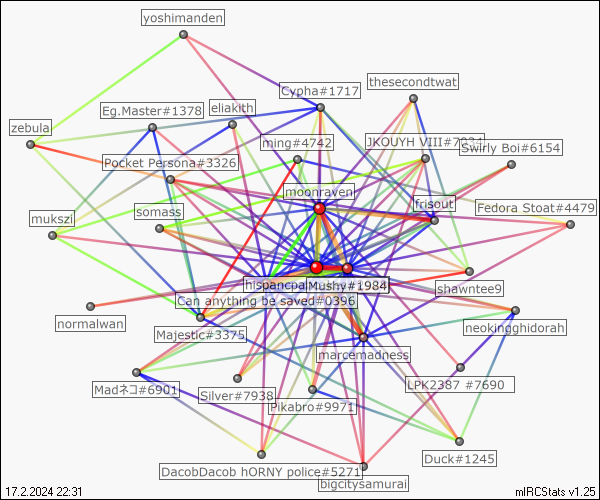 yoshimanden
thesecondtwat
Cypha#1717
Eg.Master#1378
eliakith
zebula
ming#4742
JKOUYH VIII#7
Swirly Boi#6154
Pocket Persona#3326
moonraven
mukszi
somass
frisout
Fedora Stoat#4479
Mushy#1984
shawntee9
Can anything be saved#0396
normalwan
Majestic#3375
neokingghidorah
marcemadness
Madネコ#6901
Silver#7938
LPK2387 #7690
Pikabro#9971
Duck#1245
DacobDacob hORNY police#5271
bigcitysamurai
17.2.2024 22:31
mIRCStats v1.25